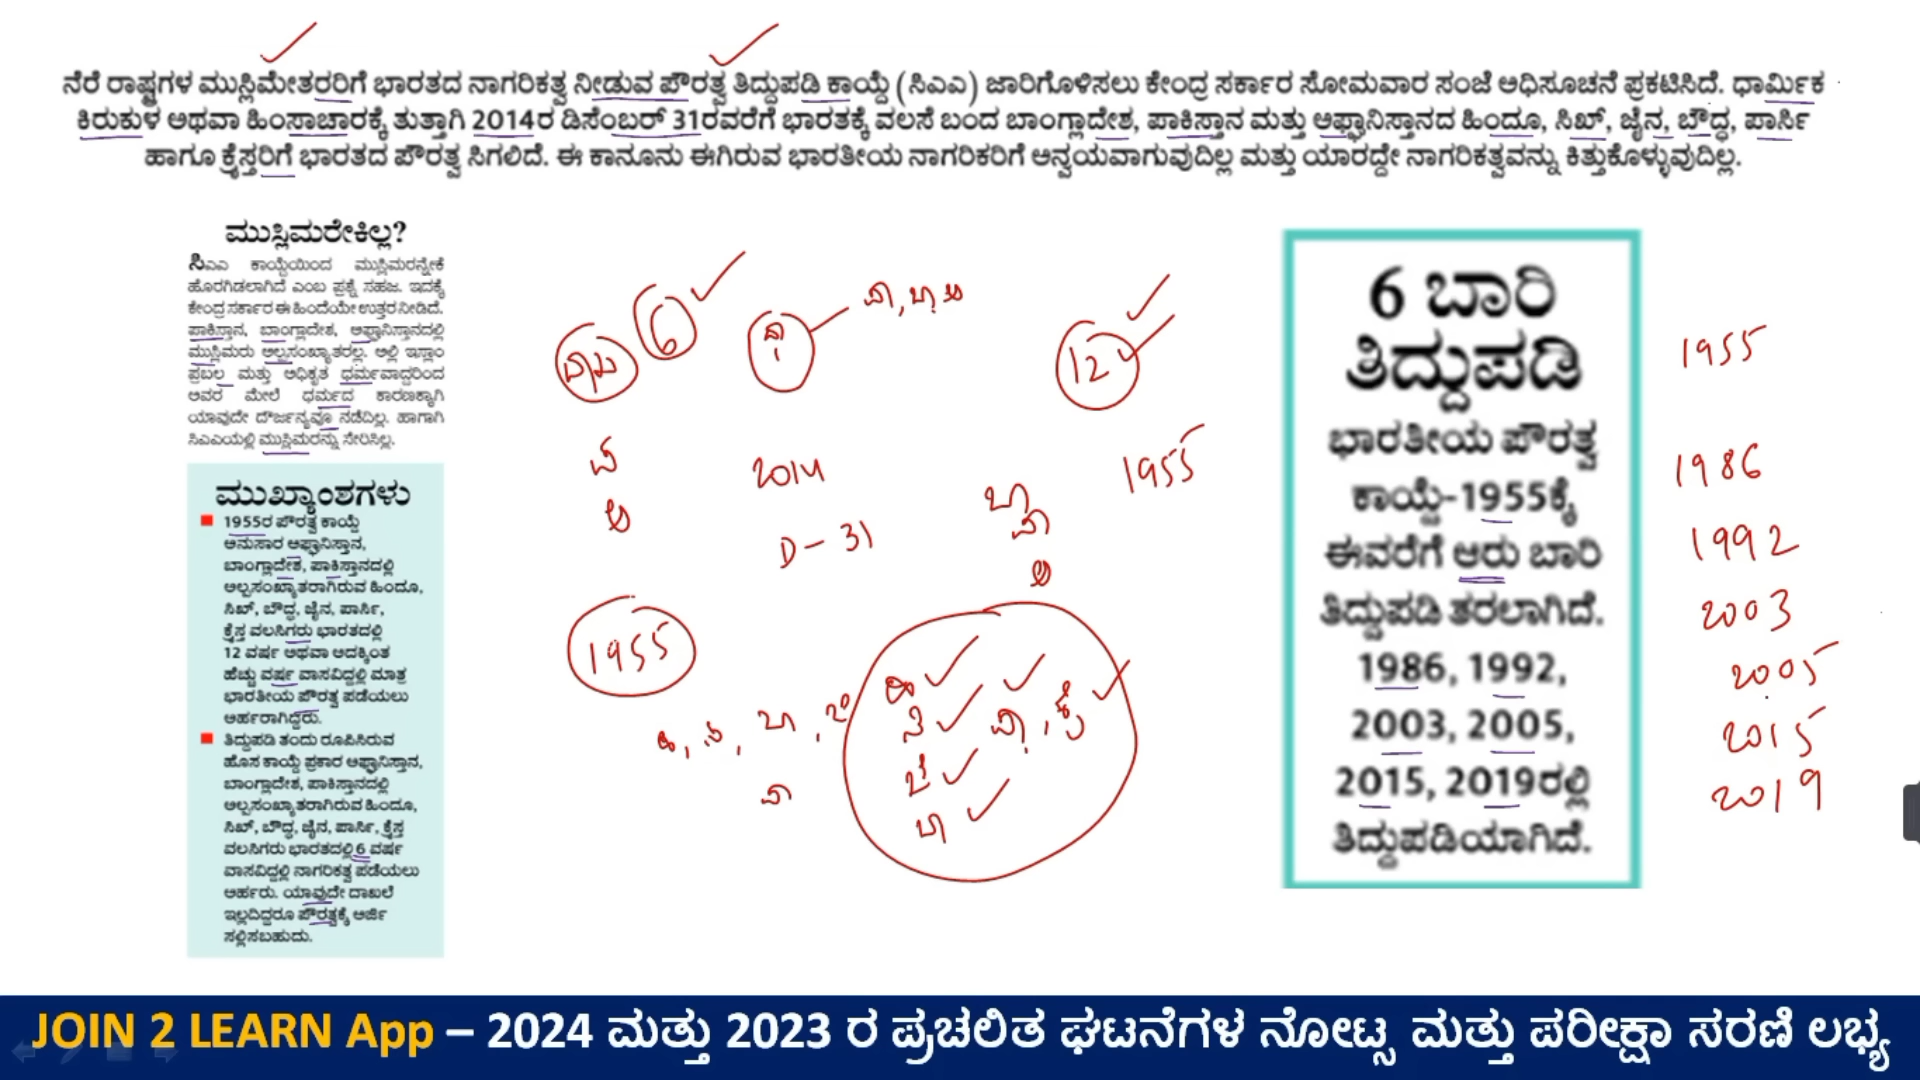 ನೆರೆ ರಾಷ್ಟ್ರಗಳ ಮುಸ್ಲಿಮೇತರರಿಗೆ ಭಾರತದ ನಾಗರಿಕತ್ವ ನೀಡುವ ಪೌರತ್ವ ತಿದ್ದುಪಡಿ ಕಾಯ್ದೆ (ಸಿಎಎ) ಜಾರಿಗೊಳಿಸಲು ಕೇಂದ್ರ ಸರ್ಕಾರ ಸೋಮವಾರ ಸಂಜೆ ಅಧಿಸೂಚನೆ ಪ್ರಕಟಿಸಿದೆ. ಧಾರ್ಮಿಕ
ಕಿರುಕುಳ ಅಥವಾ ಹಿಂಸಾಚಾರಕ್ಕೆ ತುತ್ತಾಗಿ 2014ರ ಡಿಸೆಂಬರ್ 31ರವರೆಗೆ ಭಾರತಕ್ಕೆ ವಲಸೆ ಬಂದ ಬಾಂಗ್ಲಾದೇಶ, ಪಾಕಿಸ್ತಾನ ಮತ್ತು ಅಫ್ಘಾನಿಸ್ತಾನದ ಹಿಂದೂ, ಸಿಖ್, ಜೈನ, ಬೌದ್ಧ, ಪಾರ್ಸಿ
ಹಾಗೂ ಕ್ರೈಸ್ತರಿಗೆ ಭಾರತದ ಪೌರತ್ವ ಸಿಗಲಿದೆ. ಈ ಕಾನೂನು ಈಗಿರುವ ಭಾರತೀಯ ನಾಗರಿಕರಿಗೆ ಅನ್ವಯವಾಗುವುದಿಲ್ಲ ಮತ್ತು ಯಾರದ್ದೇ ನಾಗರಿಕತ್ವವನ್ನು ಕಿತ್ತುಕೊಳ್ಳುವುದಿಲ್ಲ.
ಮುಸ್ಲಿಮರೇಕಿಲ್ಲ?
ಸಿಎಎ ಕಾಯ್ದೆಯಿಂದ ಮುಸ್ಲಿಮರನ್ನೇಕೆ
ಹೊರಗಿಡಲಾಗಿದೆ ಎಂಬ ಪ್ರಶ್ನೆ ಸಹಜ. ಇದಕ್ಕೆ
ಕೇಂದ್ರ ಸರ್ಕಾರ ಈ ಹಿಂದೆಯೇ ಉತ್ತರ ನೀಡಿದೆ.
ಪಾಕಿಸ್ತಾನ, ಬಾಂಗ್ಲಾದೇಶ, ಅಫ್ಘಾನಿಸ್ತಾನದಲ್ಲಿ
ಮುಸ್ಲಿಮರು ಅಲ್ಪಸಂಖ್ಯಾತರಲ್ಲ. ಅಲ್ಲಿ ಇಸ್ಲಾಂ
ಪ್ರಬಲ ಮತ್ತು ಅಧಿಕೃತ ಧರ್ಮವಾದ್ದರಿಂದ
ಅವರ ಮೇಲೆ ಧರ್ಮದ ಕಾರಣಕ್ಕಾಗಿ
ಯಾವುದೇ ದೌರ್ಜನ್ಯವೂ ನಡೆದಿಲ್ಲ. ಹಾಗಾಗಿ
ಸಿಎಎಯಲ್ಲಿ ಮುಸ್ಲಿಮರನ್ನು ಸೇರಿಸಿಲ್ಲ.
ಮುಖ್ಯಾಂಶಗಳು
1955ರ ಪೌರತ್ವ ಕಾಯ್ದೆ
ಅನುಸಾರ ಅಫ್ಘಾನಿಸ್ತಾನ,
ಬಾಂಗ್ಲಾದೇಶ, ಪಾಕಿಸ್ತಾನದಲ್ಲಿ
ಅಲ್ಪಸಂಖ್ಯಾತರಾಗಿರುವ ಹಿಂದೂ,
ಸಿಖ್, ಬೌದ್ಧ, ಜೈನ, ಪಾರ್ಸಿ,
ಕ್ರೈಸ್ತ ವಲಸಿಗರು ಭಾರತದಲ್ಲಿ
12 ವರ್ಷ ಅಥವಾ ಅದಕ್ಕಿಂತ
ಹೆಚ್ಚು ವರ್ಷ ವಾಸವಿದ್ದಲ್ಲಿ ಮಾತ್ರ
ಭಾರತೀಯ ಪೌರತ್ವ ಪಡೆಯಲು
ಅರ್ಹರಾಗಿದ್ದರು.
ತಿದ್ದುಪಡಿ ತಂದು ರೂಪಿಸಿರುವ
ಹೊಸ ಕಾಯ್ದೆ ಪ್ರಕಾರ ಅಫ್ಘಾನಿಸ್ತಾನ,
ಬಾಂಗ್ಲಾದೇಶ, ಪಾಕಿಸ್ತಾನದಲ್ಲಿ
ಅಲ್ಪಸಂಖ್ಯಾತರಾಗಿರುವ ಹಿಂದೂ,
ಸಿಖ್, ಬೌದ್ಧ, ಜೈನ, ಪಾರ್ಸಿ, ಕ್ರೈಸ್ತ
ವಲಸಿಗರು ಭಾರತದಲ್ಲಿ 6 ವರ್ಷ
ವಾಸವಿದ್ದಲ್ಲಿ ನಾಗರಿಕತ್ವ ಪಡೆಯಲು
ಅರ್ಹರು. ಯಾವುದೇ ದಾಖಲೆ
ಇಲ್ಲದಿದ್ದರೂ ಪೌರತ್ವಕ್ಕೆ ಅರ್ಜಿ
ಸಲ್ಲಿಸಬಹುದು.
6
12
2014
D – 31
1955
1955
6 ಬಾರಿ
ತಿದ್ದುಪಡಿ
ಭಾರತೀಯ ಪೌರತ್ವ
ಕಾಯ್ದೆ-1955ಕ್ಕೆ
ಈವರೆಗೆ ಆರು ಬಾರಿ
ತಿದ್ದುಪಡಿ ತರಲಾಗಿದೆ.
1986, 1992,
2003, 2005,
2015, 2019ರಲ್ಲಿ
ತಿದ್ದುಪಡಿಯಾಗಿದೆ.
1955
1986
1992
2003
2005
2015
2019
JOIN 2 LEARN App – 2024 ಮತ್ತು 2023 ರ ಪ್ರಚಲಿತ ಘಟನೆಗಳ ನೋಟ್ಸ ಮತ್ತು ಪರೀಕ್ಷಾ ಸರಣಿ ಲಭ್ಯ